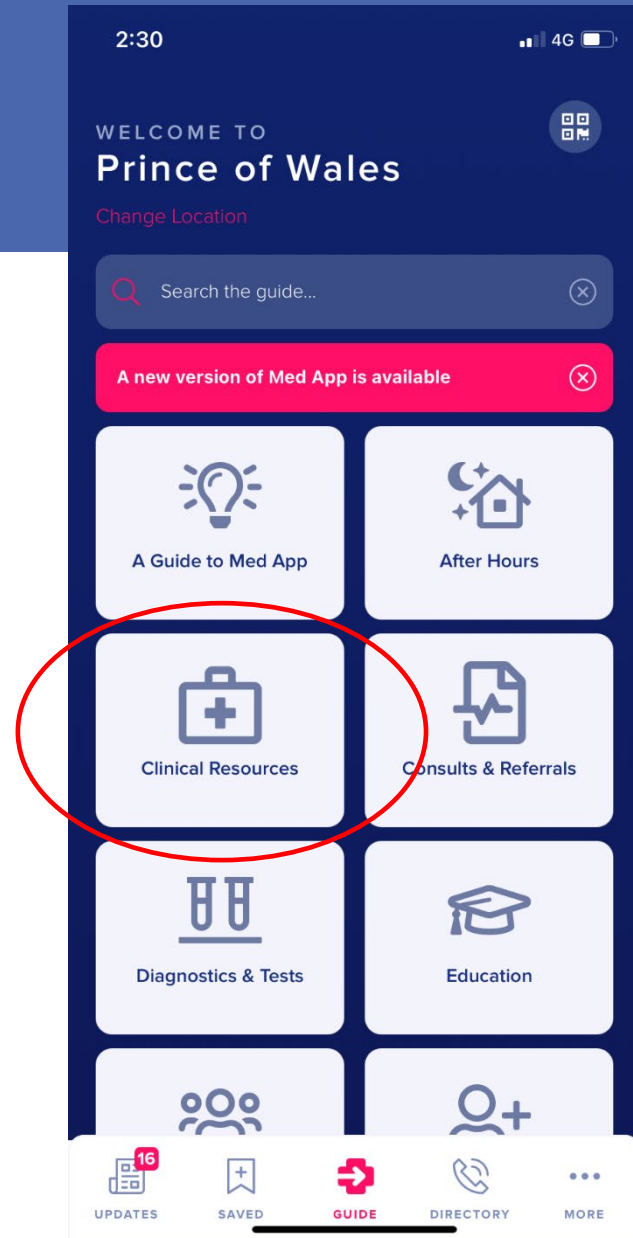 2:30
4G
WELCOME TO
Prince of Wales
Change Location
Search the guide...
A new version of Med App is available
A Guide to Med App
After Hours
Clinical Resources
Consults & Referrals
Diagnostics & Tests
Education
16
UPDATES
SAVED
GUIDE
DIRECTORY
MORE